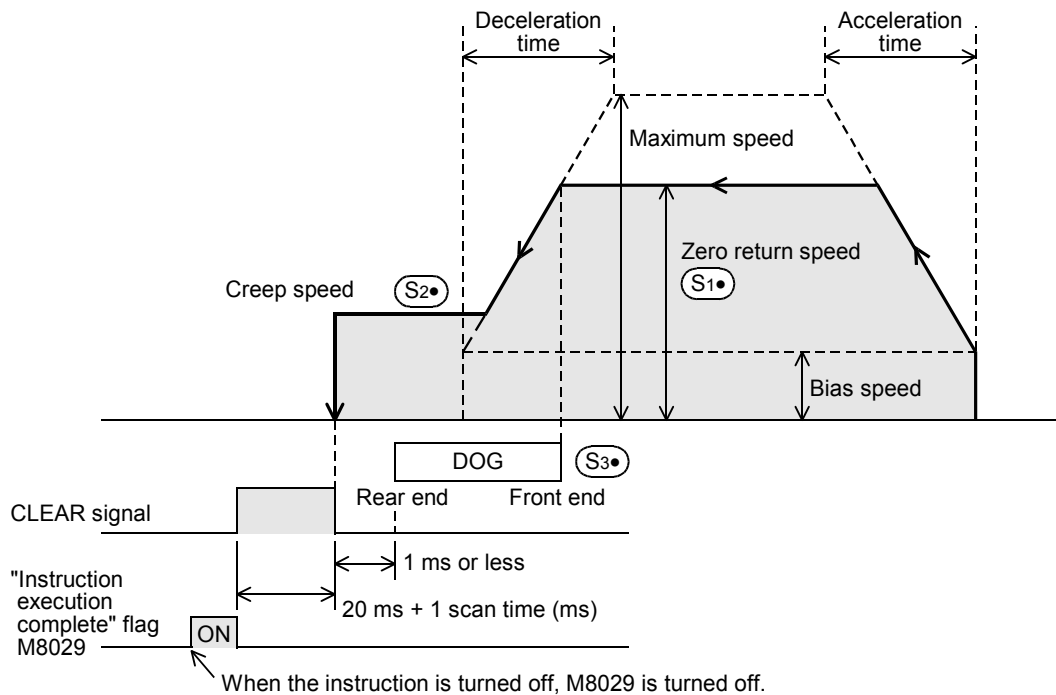 Deceleration
time
Acceleration
time
Maximum speed
Zero return speed
S1•
Creep speed
S2•
Bias speed
DOG
S3•
Rear end
Front end
CLEAR signal
1 ms or less
"Instruction
execution
complete" flag
M8029
20 ms + 1 scan time (ms)
ON
When the instruction is turned off, M8029 is turned off.